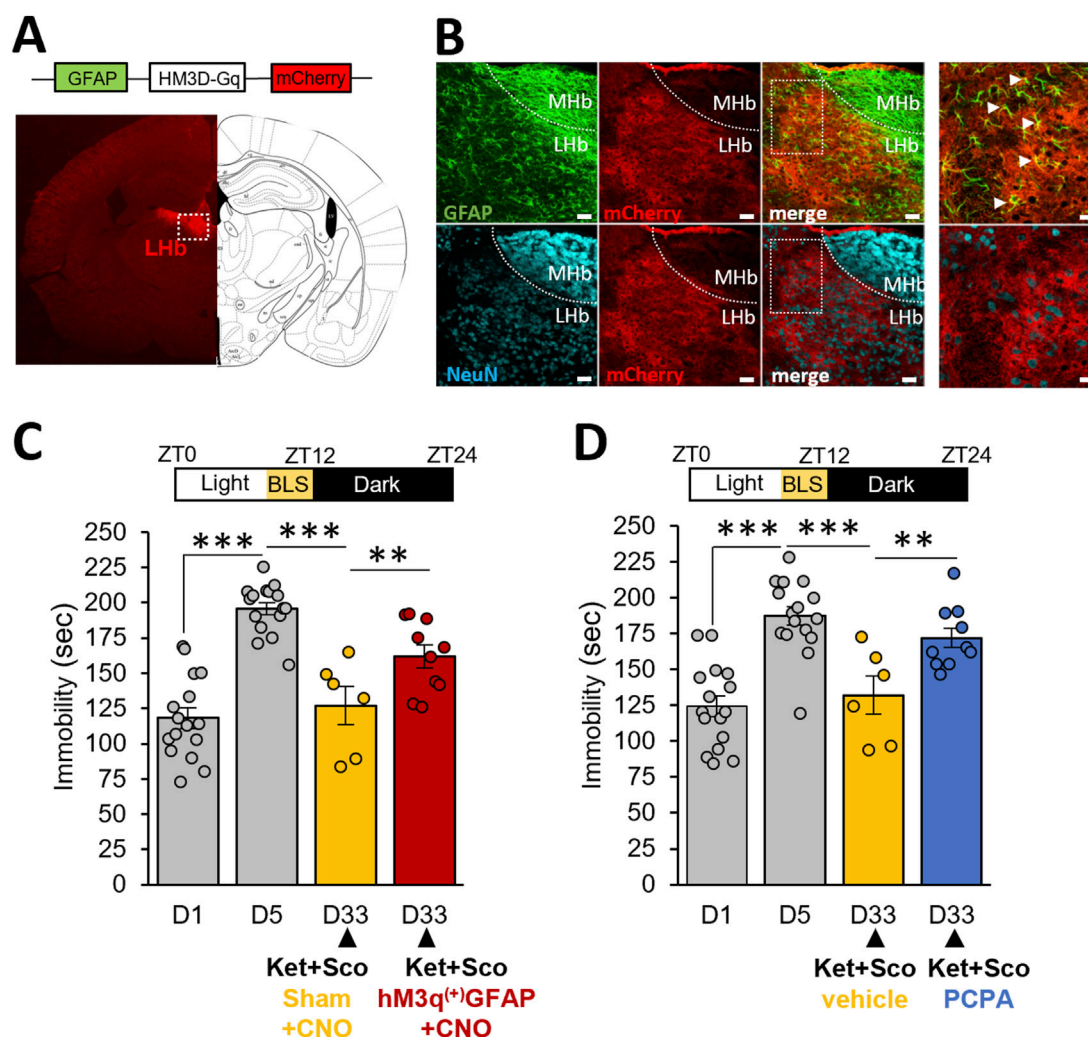 A
GFAP
HM3D-Gq
mCherry
LHb
B
MHb
LHb
GFAP
MHb
LHb
mCherry
MHb
LHb
merge
MHb
LHb
NeuN
MHb
LHb
mCherry
MHb
LHb
merge
C
ZT0
ZT12
ZT24
Light
BLS
Dark
Immobility (sec)
250
225
200
175
150
125
100
75
50
25
0
***
***
**
D1
D5
D33
D33
Ket+Sco
Ket+Sco
Sham
+CNO
hM3q(+)GFAP
+CNO
D
ZT0
ZT12
ZT24
Light
BLS
Dark
Immobility (sec)
250
225
200
175
150
125
100
75
50
25
0
***
***
**
D1
D5
D33
D33
Ket+Sco
Ket+Sco
vehicle
PCPA